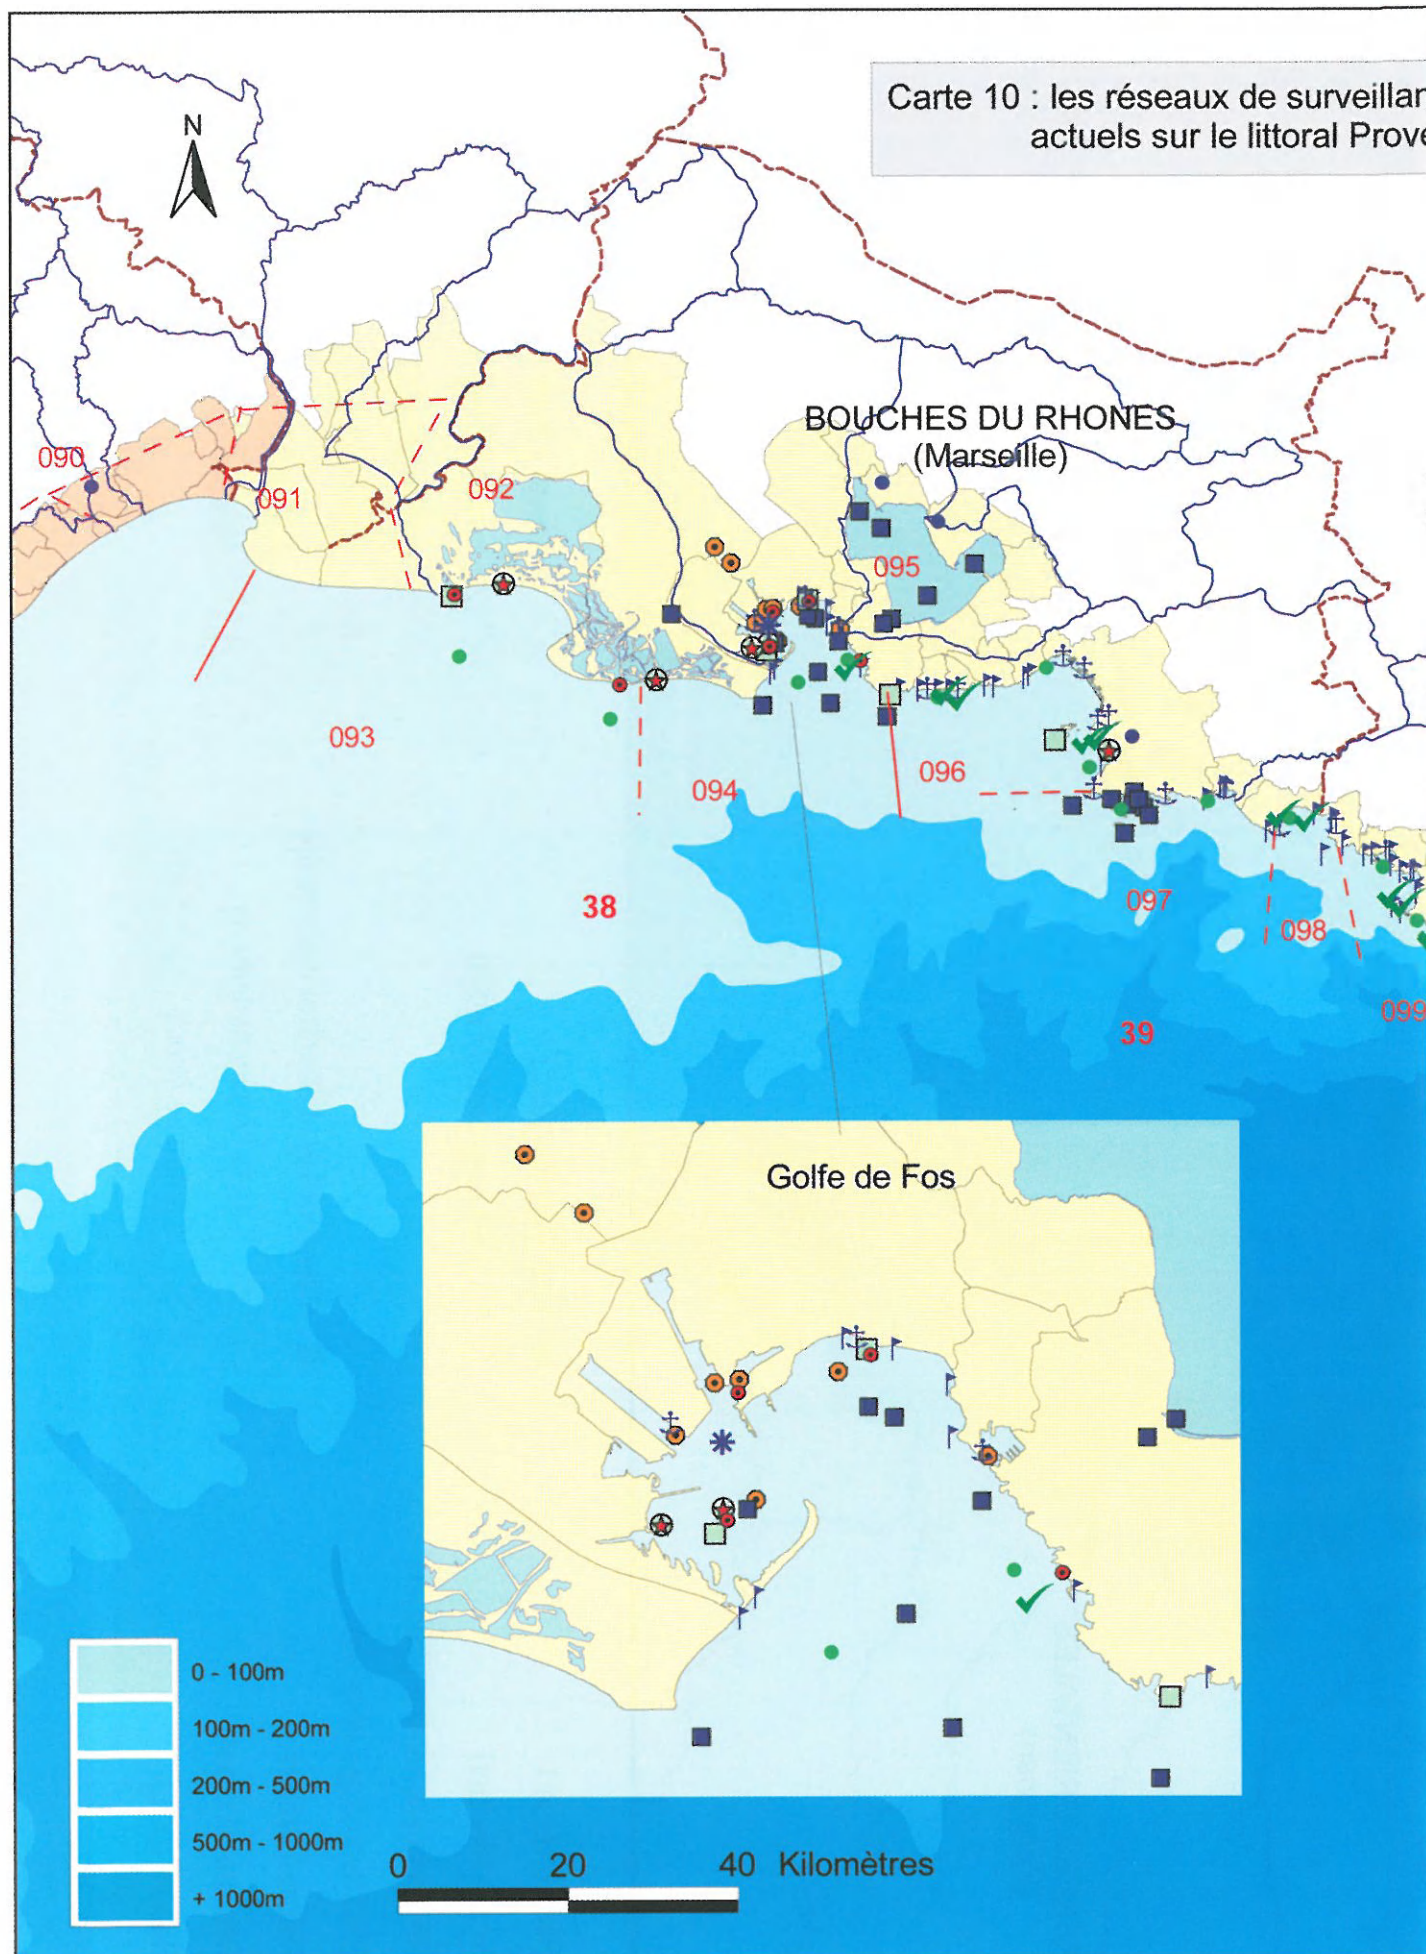 Carte 10 : les réseaux de surveillan
actuels sur le littoral Prove
N
BOUCHES DU RHONES
(Marseille)
090
091
092
095
093
094
096
38
097
098
099
39
Golfe de Fos
0 - 100m
100m - 200m
200m - 500m
500m - 1000m
+ 1000m
0 20 40 Kilomètres